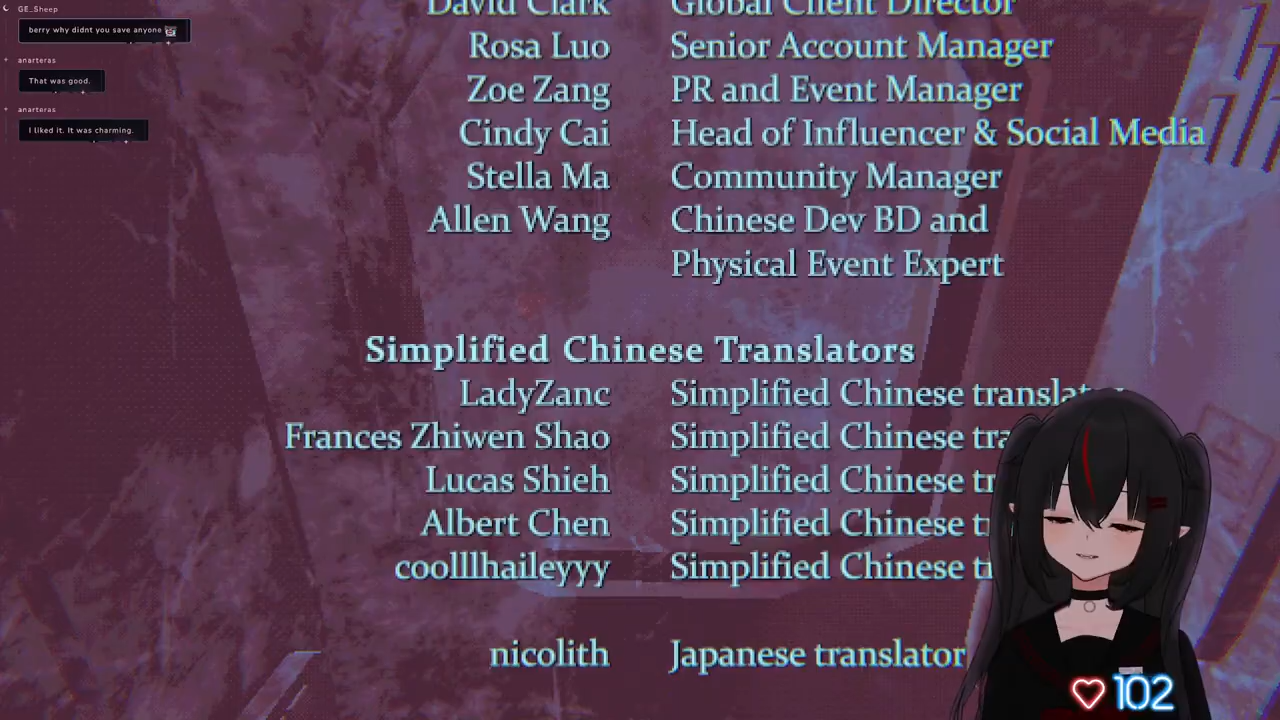 GE_Sheep
berry why didnt you save anyone
anarteras
That was good.
anarteras
I liked it. It was charming.
David Clark Global Client Director
Rosa Luo Senior Account Manager
Zoe Zang PR and Event Manager
Cindy Cai Head of Influencer & Social Media
Stella Ma Community Manager
Allen Wang Chinese Dev BD and
Physical Event Expert
Simplified Chinese Translators
LadyZanc Simplified Chinese translator
Frances Zhiwen Shao Simplified Chinese
Lucas Shieh Simplified Chinese
Albert Chen Simplified Chinese
coolllhaileyyy Simplified Chinese
nicolith Japanese translator
102